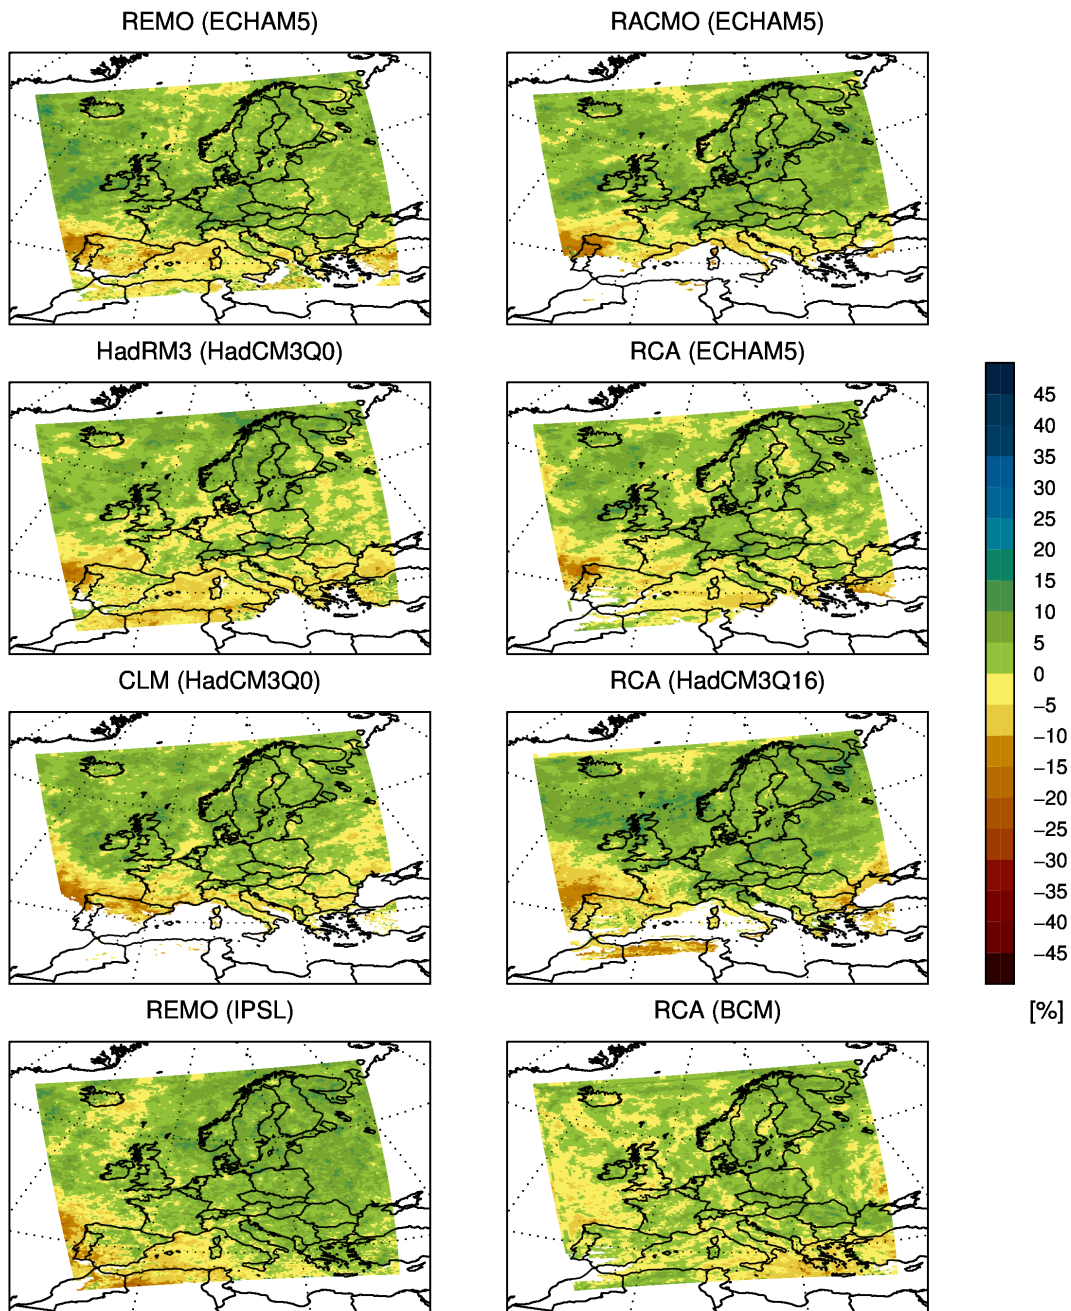 REMO (ECHAM5)
RACMO (ECHAM5)
HadRM3 (HadCM3Q0)
RCA (ECHAM5)
CLM (HadCM3Q0)
RCA (HadCM3Q16)
REMO (IPSL)
RCA (BCM)
45
40
35
30
25
20
15
10
5
0
−5
−10
−15
−20
−25
−30
−35
−40
−45
[%]